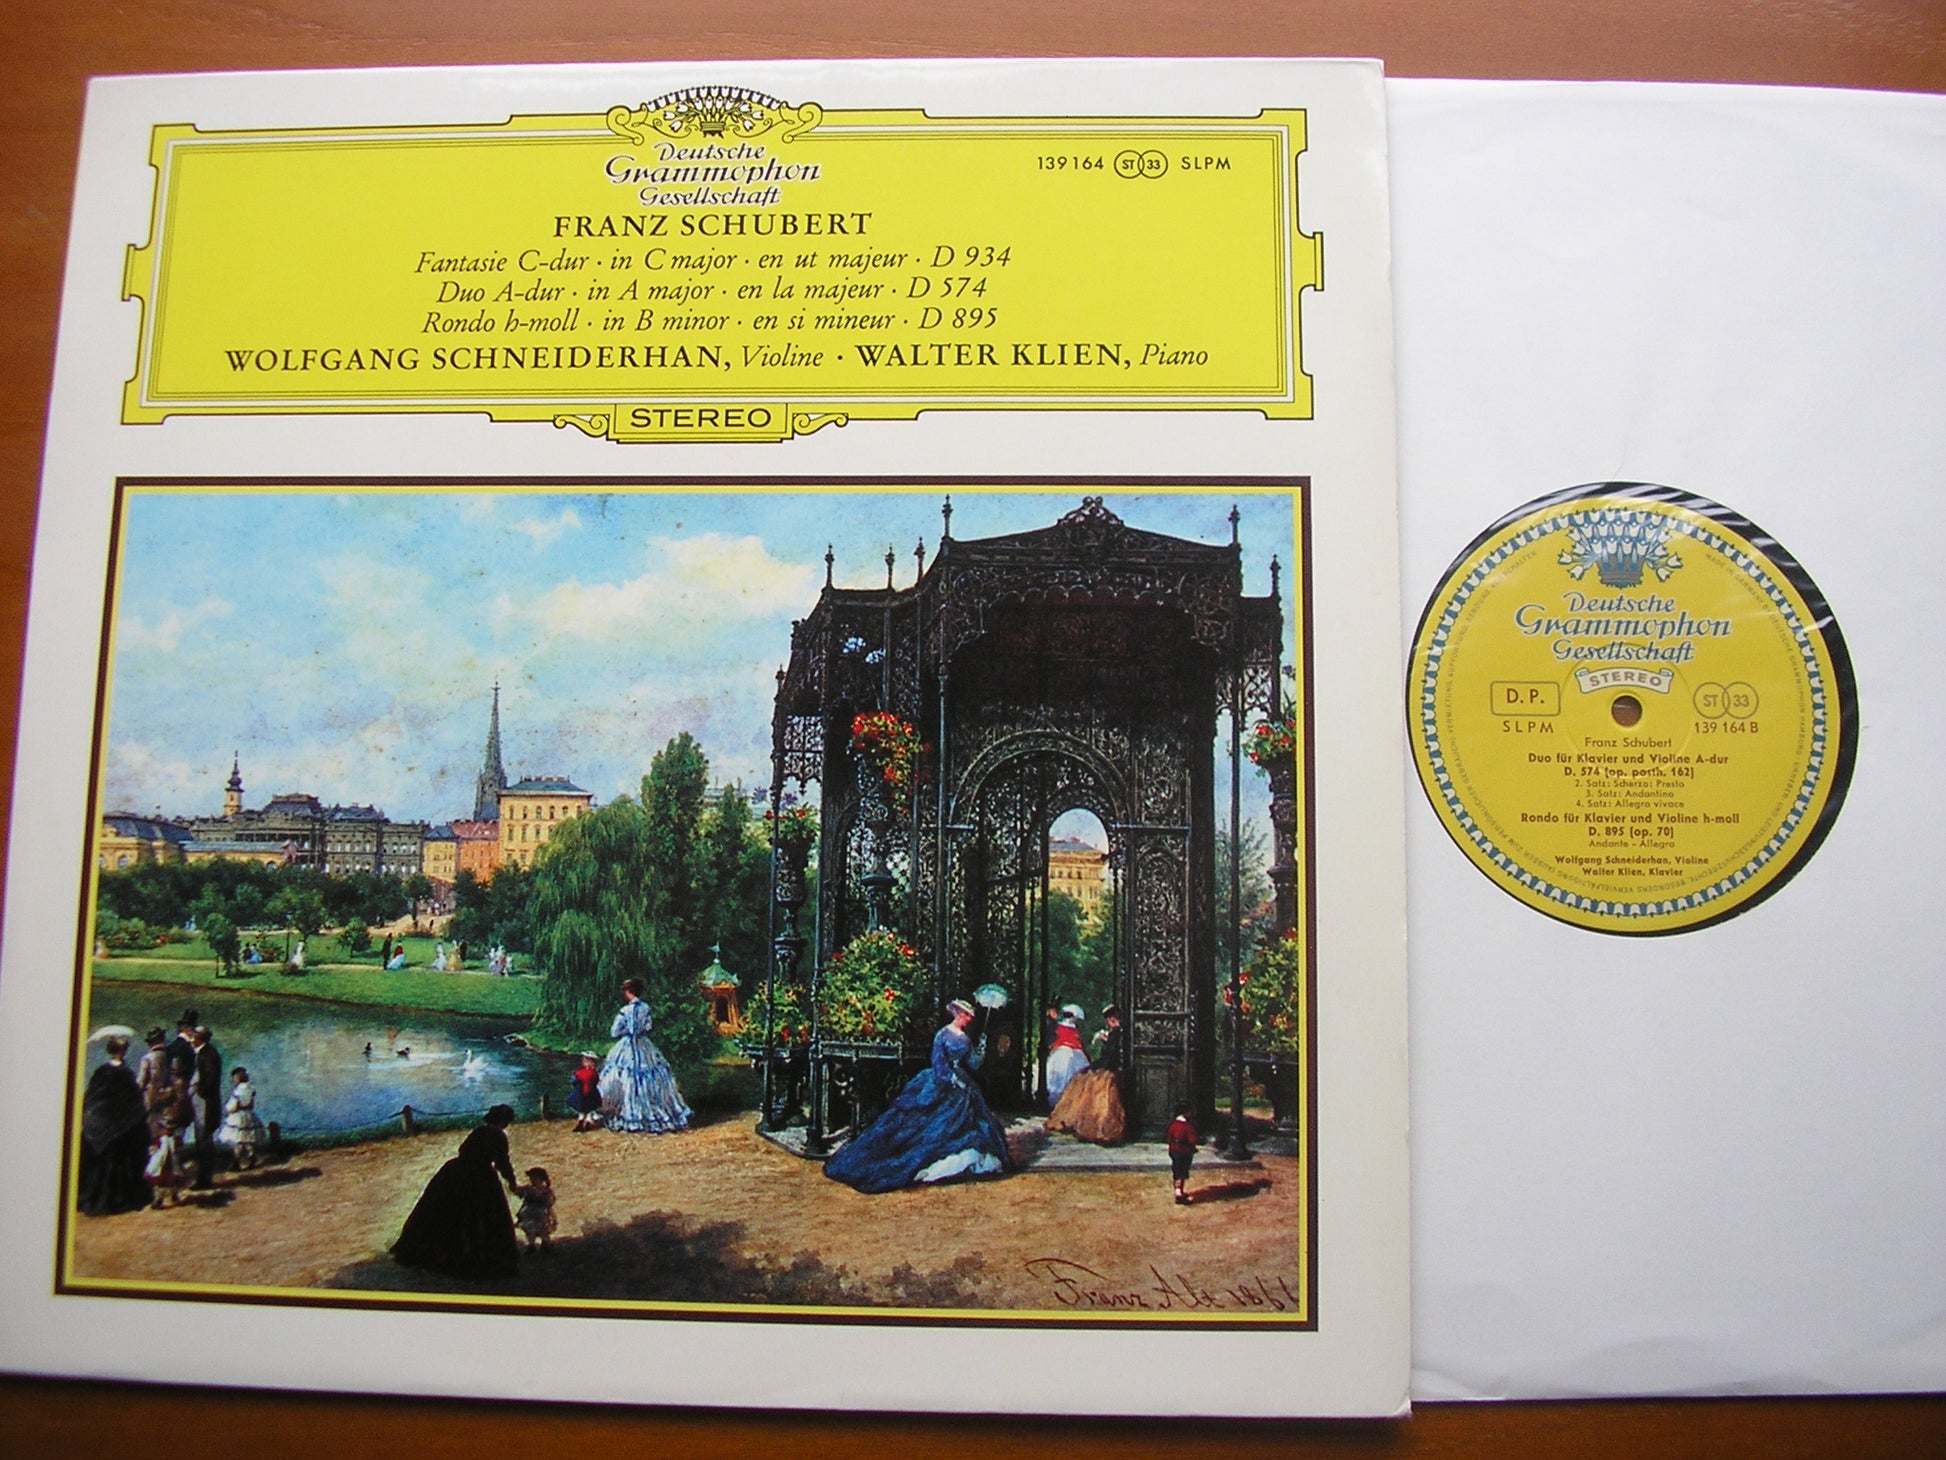 Deutsche
Grammophon
Gesellschaft
139 164 ST 33 SLPM
FRANZ SCHUBERT
Fantasie C-dur · in C major · en ut majeur · D 934
Duo A-dur · in A major · en la majeur · D 574
Rondo h-moll · in B minor · en si mineur · D 895
WOLFGANG SCHNEIDERHAN, Violine · WALTER KLIEN, Piano
STEREO
Franz Alt 1861
Deutsche
Grammophon
Gesellschaft
STEREO
D.P. ST 33
SLPM 139 164 B
Franz Schubert
Duo für Klavier und Violine A-dur
D. 574 (op. posth. 162)
2. Satz: Scherzo: Presto
3. Satz: Andantino
4. Satz: Allegro vivace
Rondo für Klavier und Violine h-moll
D. 895 (op. 70)
Andante - Allegro
Wolfgang Schneiderhan, Violine
Walter Klien, Klavier
MADE IN GERMANY